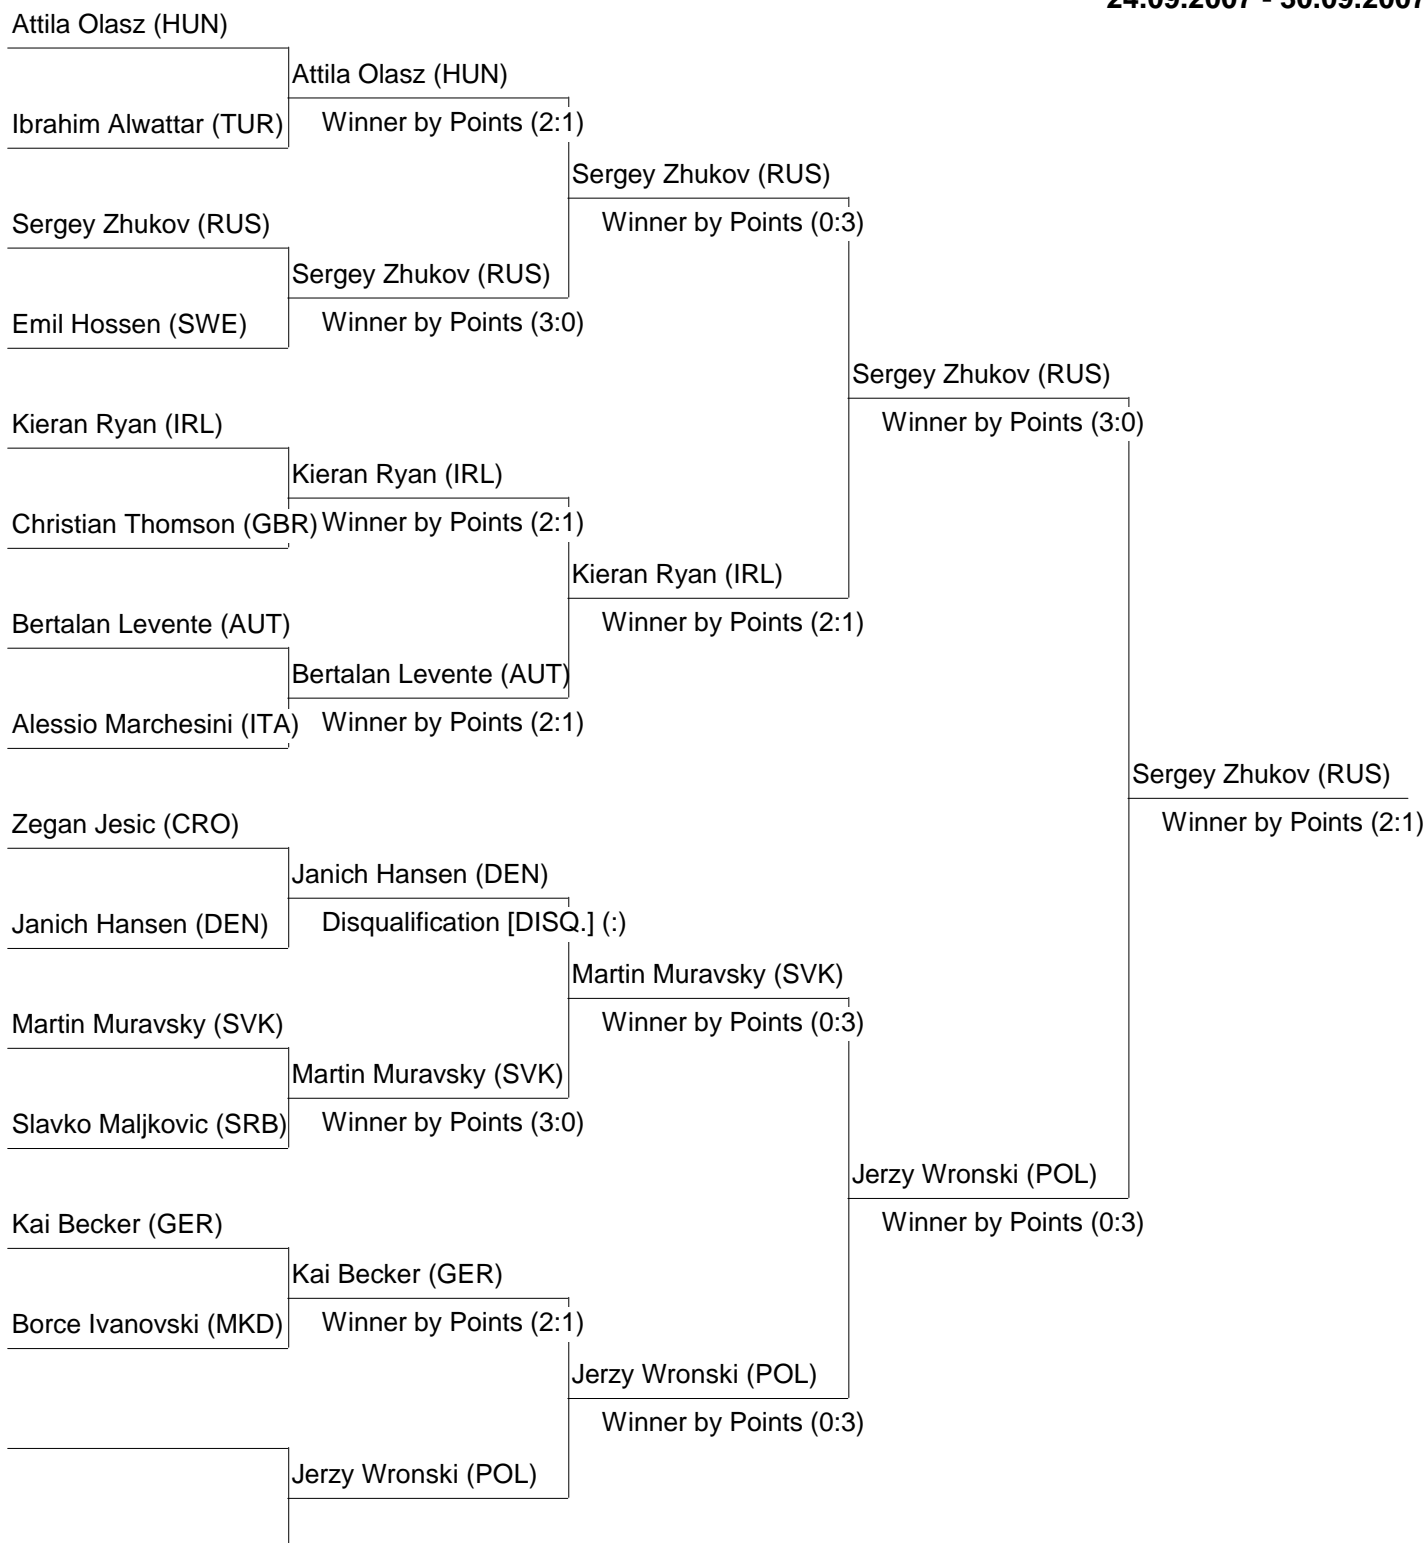 24.09.2007 - 30.09.2007
Attila Olasz (HUN)
Attila Olasz (HUN)
Ibrahim Alwattar (TUR)
Winner by Points (2:1)
Sergey Zhukov (RUS)
Sergey Zhukov (RUS)
Winner by Points (0:3)
Sergey Zhukov (RUS)
Emil Hossen (SWE)
Winner by Points (3:0)
Sergey Zhukov (RUS)
Kieran Ryan (IRL)
Winner by Points (3:0)
Kieran Ryan (IRL)
Christian Thomson (GBR)
Winner by Points (2:1)
Kieran Ryan (IRL)
Bertalan Levente (AUT)
Winner by Points (2:1)
Bertalan Levente (AUT)
Alessio Marchesini (ITA)
Winner by Points (2:1)
Sergey Zhukov (RUS)
Zegan Jesic (CRO)
Winner by Points (2:1)
Janich Hansen (DEN)
Janich Hansen (DEN)
Disqualification [DISQ.] (:)
Martin Muravsky (SVK)
Martin Muravsky (SVK)
Winner by Points (0:3)
Martin Muravsky (SVK)
Slavko Maljkovic (SRB)
Winner by Points (3:0)
Jerzy Wronski (POL)
Kai Becker (GER)
Winner by Points (0:3)
Kai Becker (GER)
Borce Ivanovski (MKD)
Winner by Points (2:1)
Jerzy Wronski (POL)
Winner by Points (0:3)
Jerzy Wronski (POL)